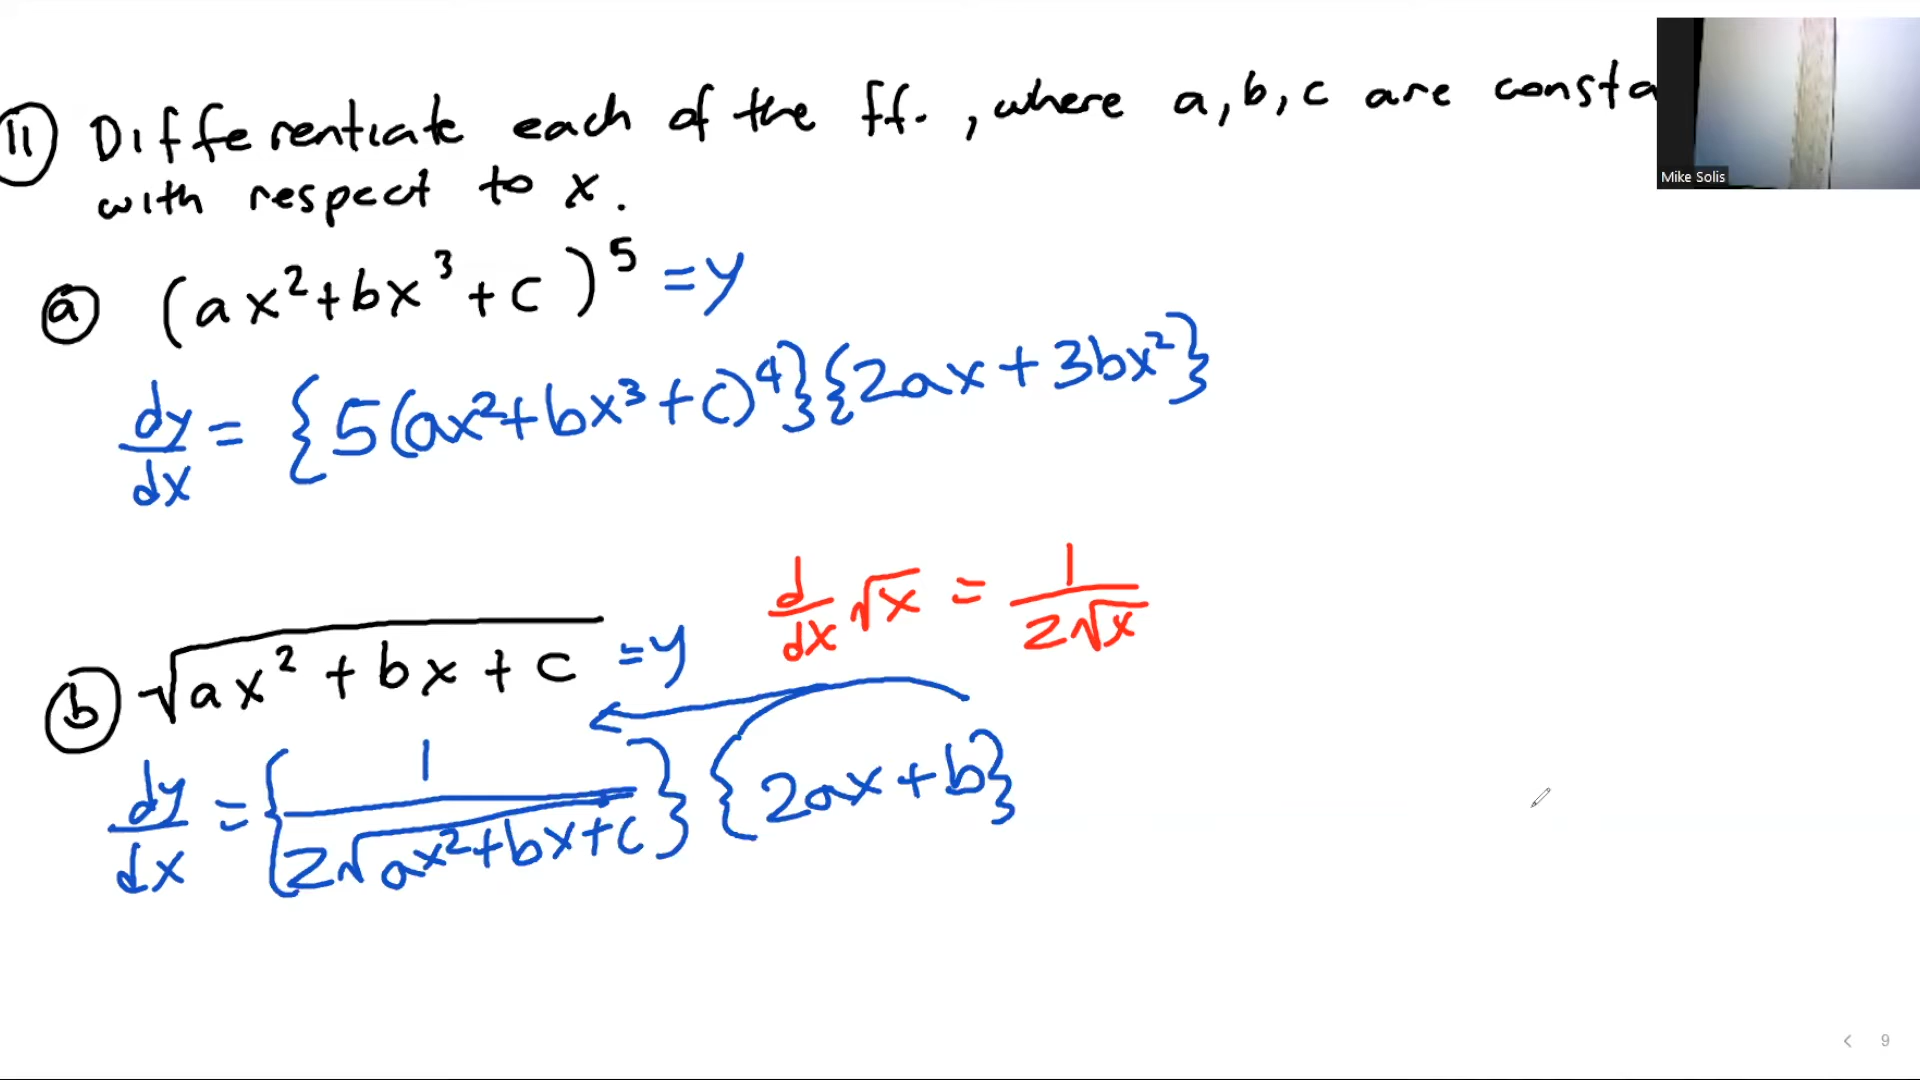 11 Differentiate each of the ff. , where a, b, c are consta
Mike Solis
with respect to x.
a (ax²+bx³+c)⁵ =y
dy/dx = {5(ax²+bx³+c)⁴}{2ax+3bx²}
d/dx √x = 1/2√x
b √ax²+bx+c =y
dy/dx = {1/2√ax²+bx+c} {2ax+b}
< 9